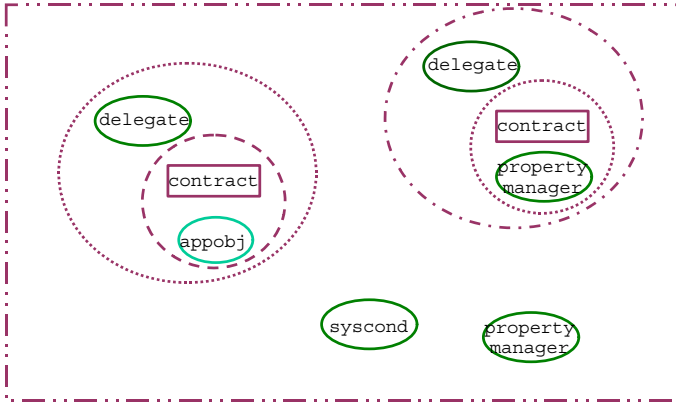 delegate
contract
appobj
delegate
contract
property
manager
syscond
property
manager